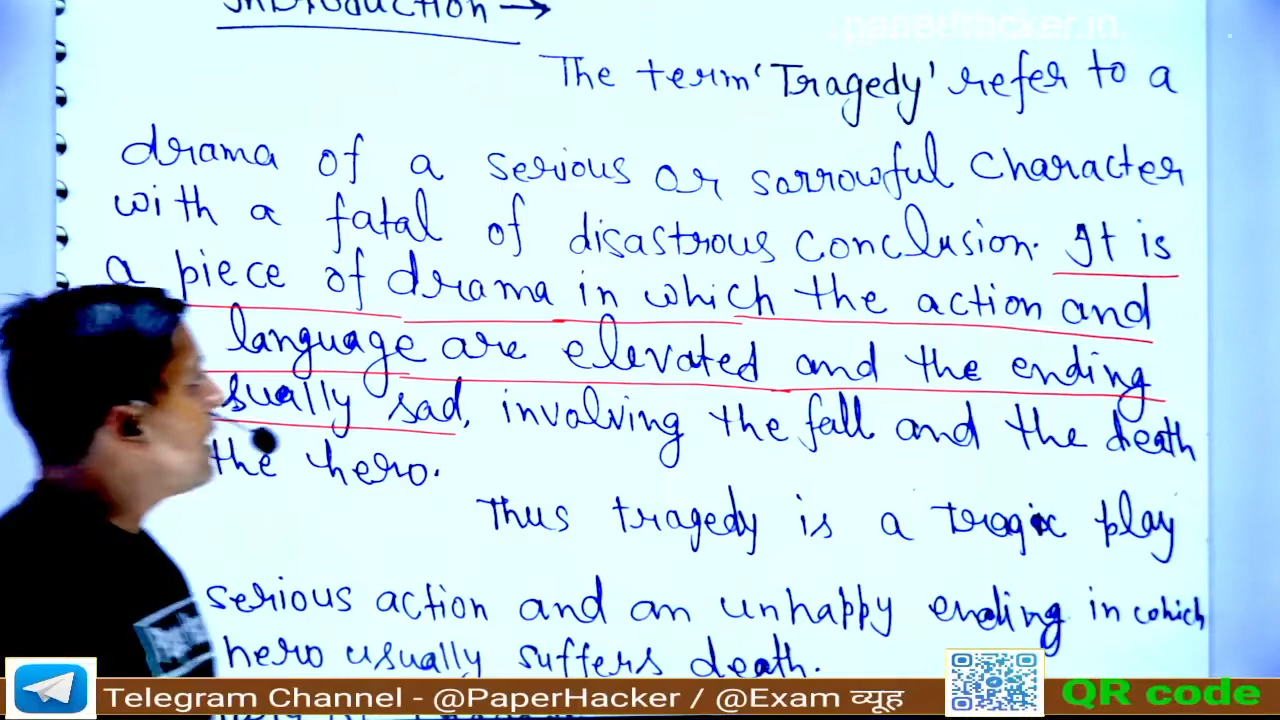 Introduction →
paperhacker.in
The term 'Tragedy' refer to a
drama of a serious or sorrowful character
with a fatal of disastrous conclusion. It is
a piece of drama in which the action and
language are elevated and the ending
sually sad, involving the fall and the death
the hero.
Thus tragedy is a tragic play
serious action and an unhappy ending in which
hero usually suffers death.
Telegram Channel - @PaperHacker / @Exam व्यूह
QR code